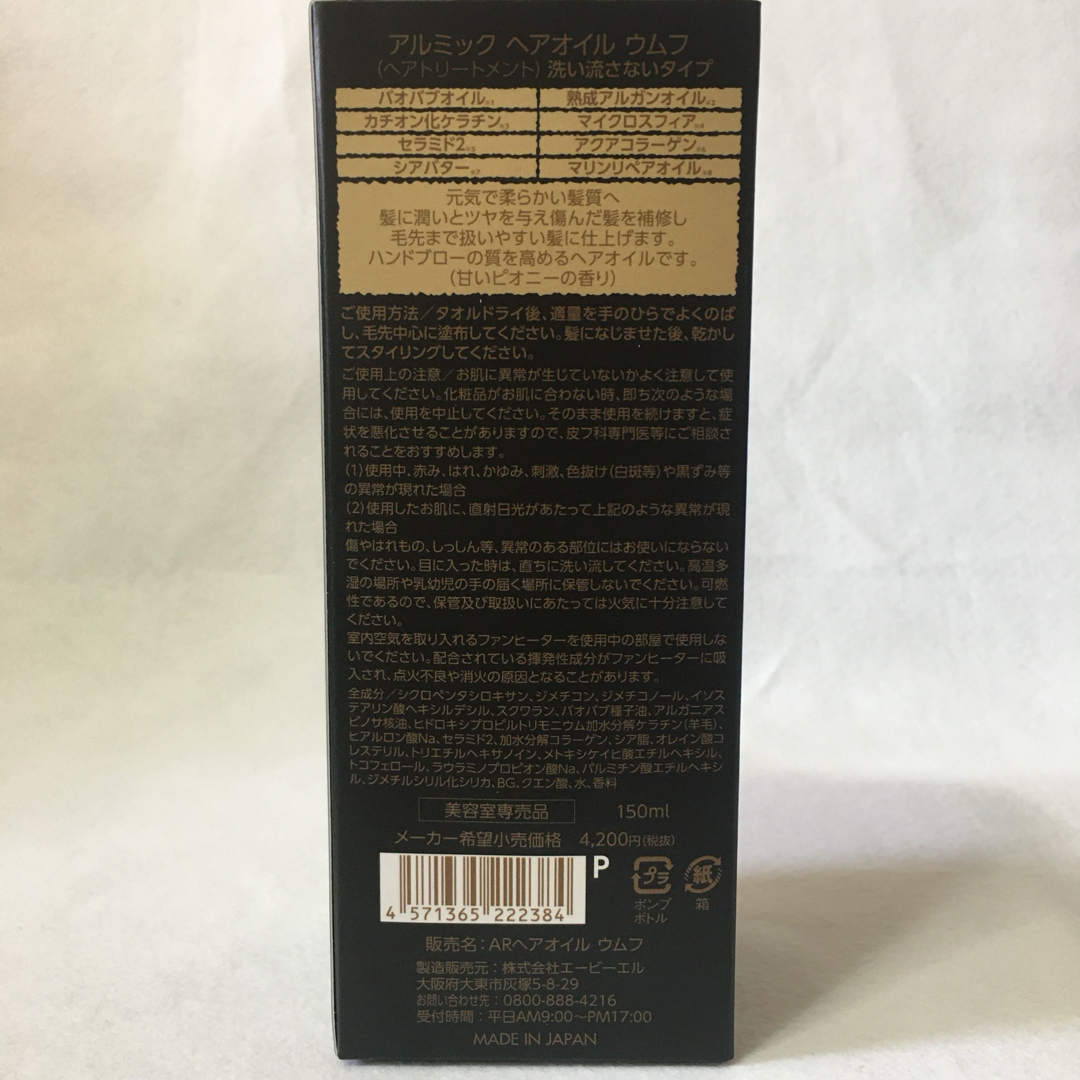 アルミック ヘアオイル ウムフ
(ヘアトリートメント) 洗い流さないタイプ
バオバブオイル※1 熟成アルガンオイル※2
カチオン化ケラチン※3 マイクロスフィア※4
セラミド2※5 アクアコラーゲン※6
シアバター※7 マリンリペアオイル※8
元気で柔らかい髪質へ
髪に潤いとツヤを与え傷んだ髪を補修し
毛先まで扱いやすい髪に仕上げます。
ハンドブローの質を高めるヘアオイルです。
(甘いピオニーの香り)
ご使用方法/タオルドライ後、適量を手のひらでよくのば
し、毛先中心に塗布してください。髪になじませた後、乾かし
てスタイリングしてください。
ご使用上の注意/お肌に異常が生じていないかよく注意して使
用してください。化粧品がお肌に合わない時、即ち次のような場
合には、使用を中止してください。そのまま使用を続けますと、症
状を悪化させることがありますので、皮フ科専門医等にご相談さ
れることをおすすめします。
(1)使用中、赤み、はれ、かゆみ、刺激、色抜け(白斑等)や黒ずみ等
の異常が現れた場合
(2)使用したお肌に、直射日光があたって上記のような異常が現
れた場合
傷やはれもの、しっしん等、異常のある部位にはお使いにならない
でください。目に入った時は、直ちに洗い流してください。高温多
湿の場所や乳幼児の手の届く場所に保管しないでください。可燃
性であるので、保管及び取扱いにあたっては火気に十分注意して
ください。
室内空気を取り入れるファンヒーターを使用中の部屋で使用しな
いでください。配合されている揮発性成分がファンヒーターに吸
入され、点火不良や消火の原因となることがあります。
全成分/シクロペンタシロキサン、ジメチコン、ジメチコノール、イソス
テアリン酸ヘキシルデシル、スクワラン、バオバブ種子油、アルガニアス
ピノサ核油、ヒドロキシプロピルトリモニウム加水分解ケラチン(羊毛)、
ヒアルロン酸Na、セラミド2、加水分解コラーゲン、シア脂、オレイン酸コ
レステリル、トリエチルヘキサノイン、メトキシケイヒ酸エチルヘキシル、
トコフェロール、ラウラミノプロピオン酸Na、パルミチン酸エチルヘキシ
ル、ジメチルシリル化シリカ、BG、クエン酸、水、香料
美容室専売品 150ml
メーカー希望小売価格 4,200円(税抜)
P
プラ 紙
ポンプ 箱
ボトル
4 571365 222384
販売名:ARヘアオイル ウムフ
製造販売元:株式会社エービーエル
大阪府大東市灰塚5-8-29
お問い合わせ先:0800-888-4216
受付時間:平日AM9:00〜PM17:00
MADE IN JAPAN